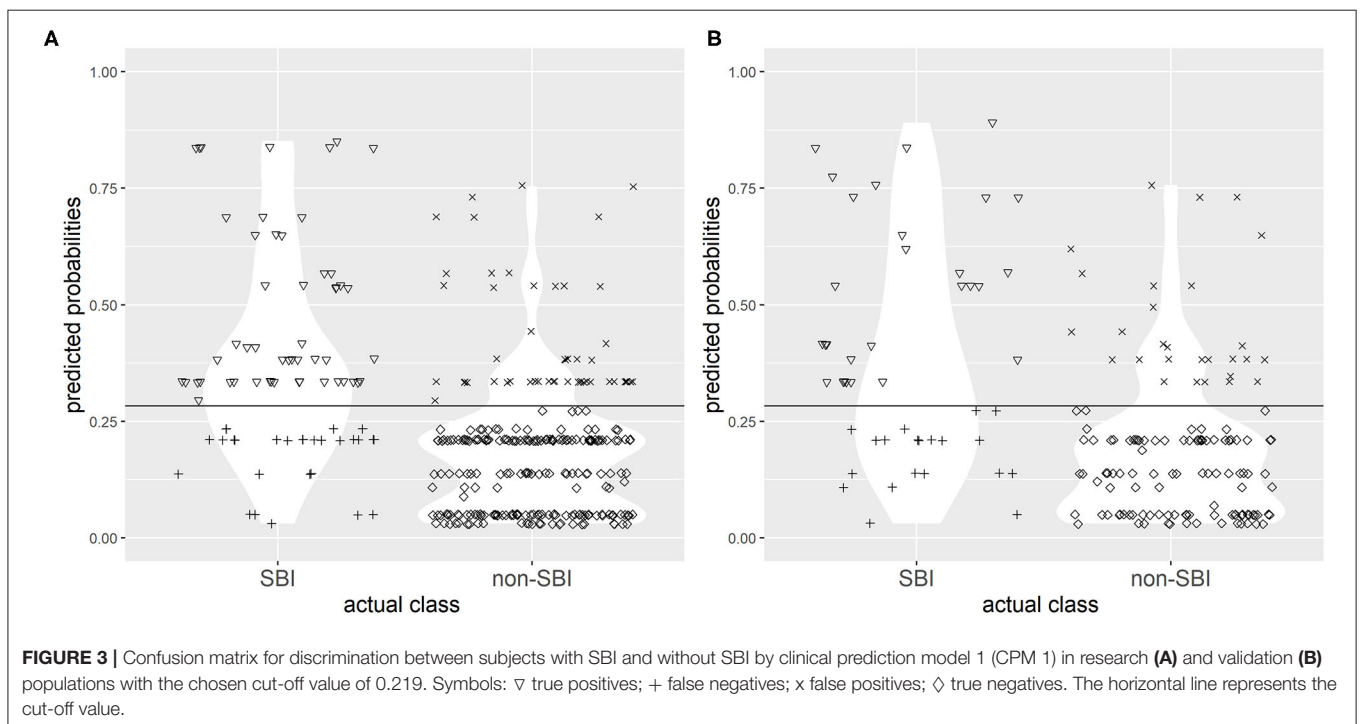 A
1.00
0.75
0.50
0.25
0.00
predicted probabilities
SBI
non-SBI
actual class
B
1.00
0.75
0.50
0.25
0.00
predicted probabilities
SBI
non-SBI
actual class
FIGURE 3 | Confusion matrix for discrimination between subjects with SBI and without SBI by clinical prediction model 1 (CPM 1) in research (A) and validation (B)
populations with the chosen cut-off value of 0.219. Symbols: ▽ true positives; + false negatives; x false positives; ◇ true negatives. The horizontal line represents the
cut-off value.